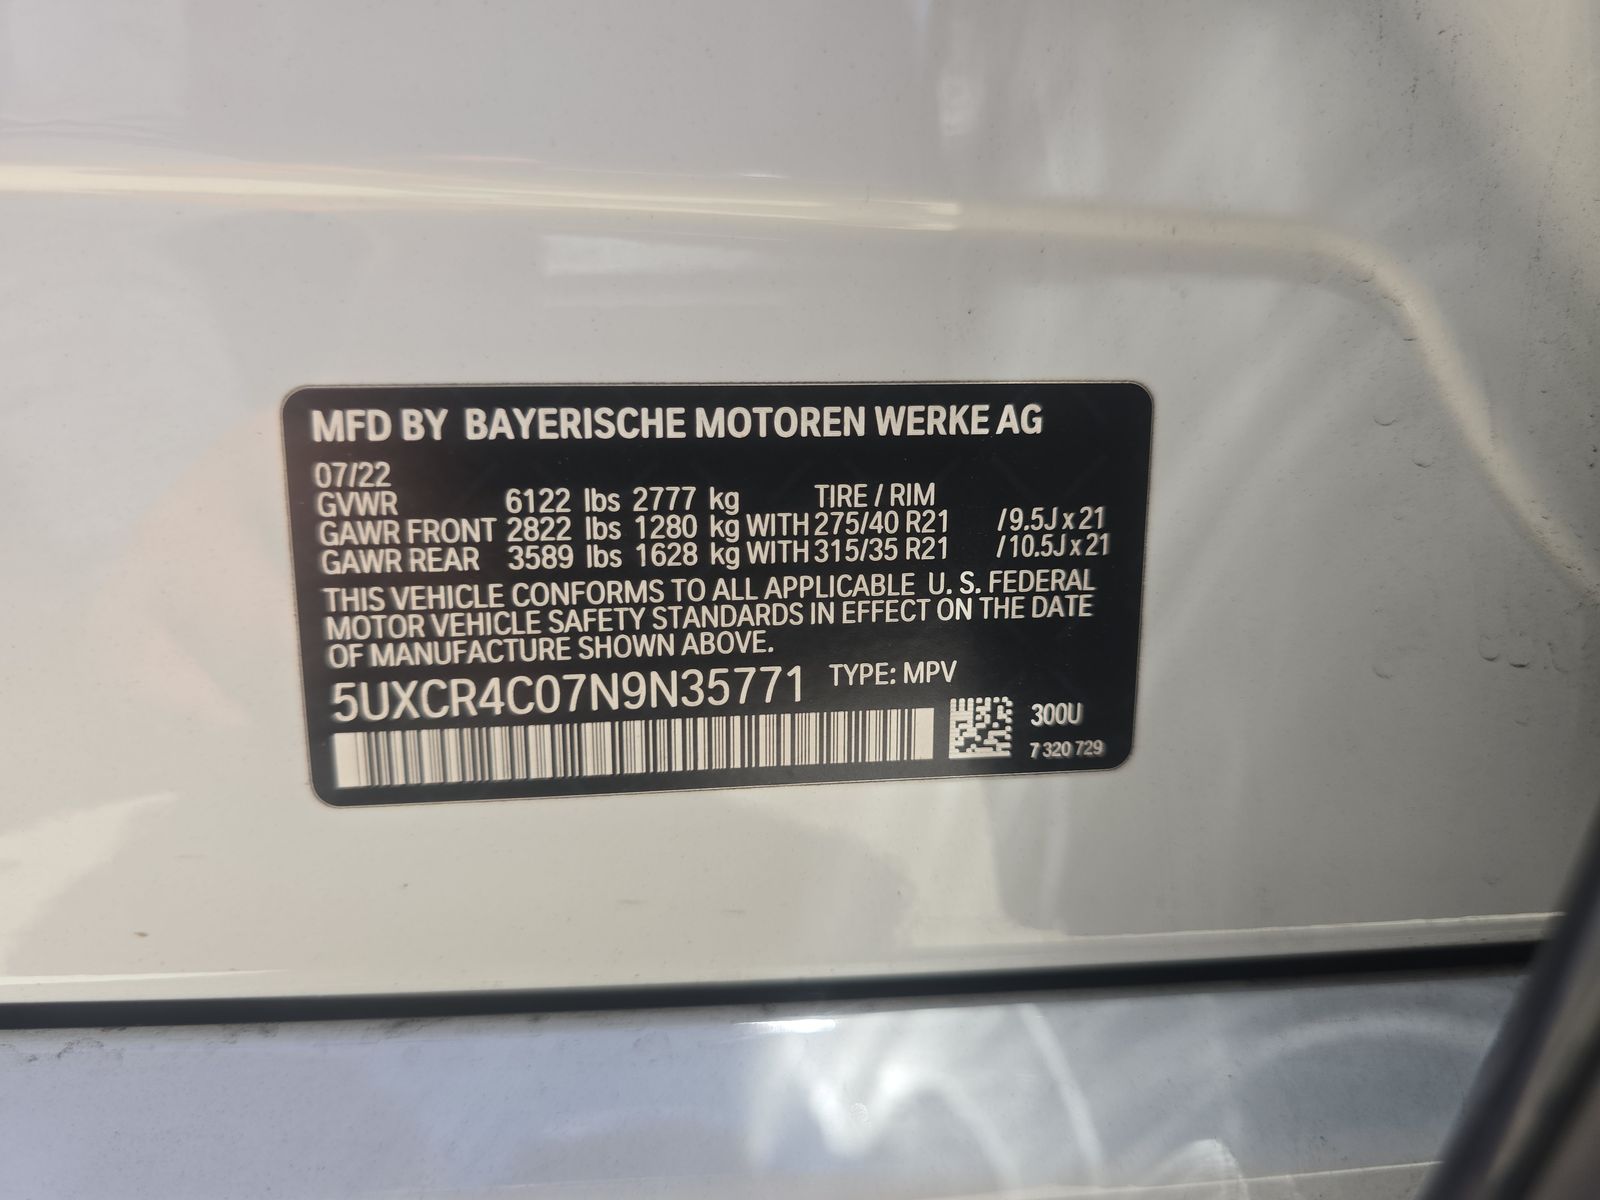 MFD BY BAYERISCHE MOTOREN WERKE AG
07/22
GVWR 6122 lbs 2777 kg TIRE / RIM
GAWR FRONT 2822 lbs 1280 kg WITH 275/40 R21 /9.5J x 21
GAWR REAR 3589 lbs 1628 kg WITH 315/35 R21 /10.5J x 21
THIS VEHICLE CONFORMS TO ALL APPLICABLE U. S. FEDERAL
MOTOR VEHICLE SAFETY STANDARDS IN EFFECT ON THE DATE
OF MANUFACTURE SHOWN ABOVE.
5UXCR4C07N9N35771 TYPE: MPV
300U
7 320 729